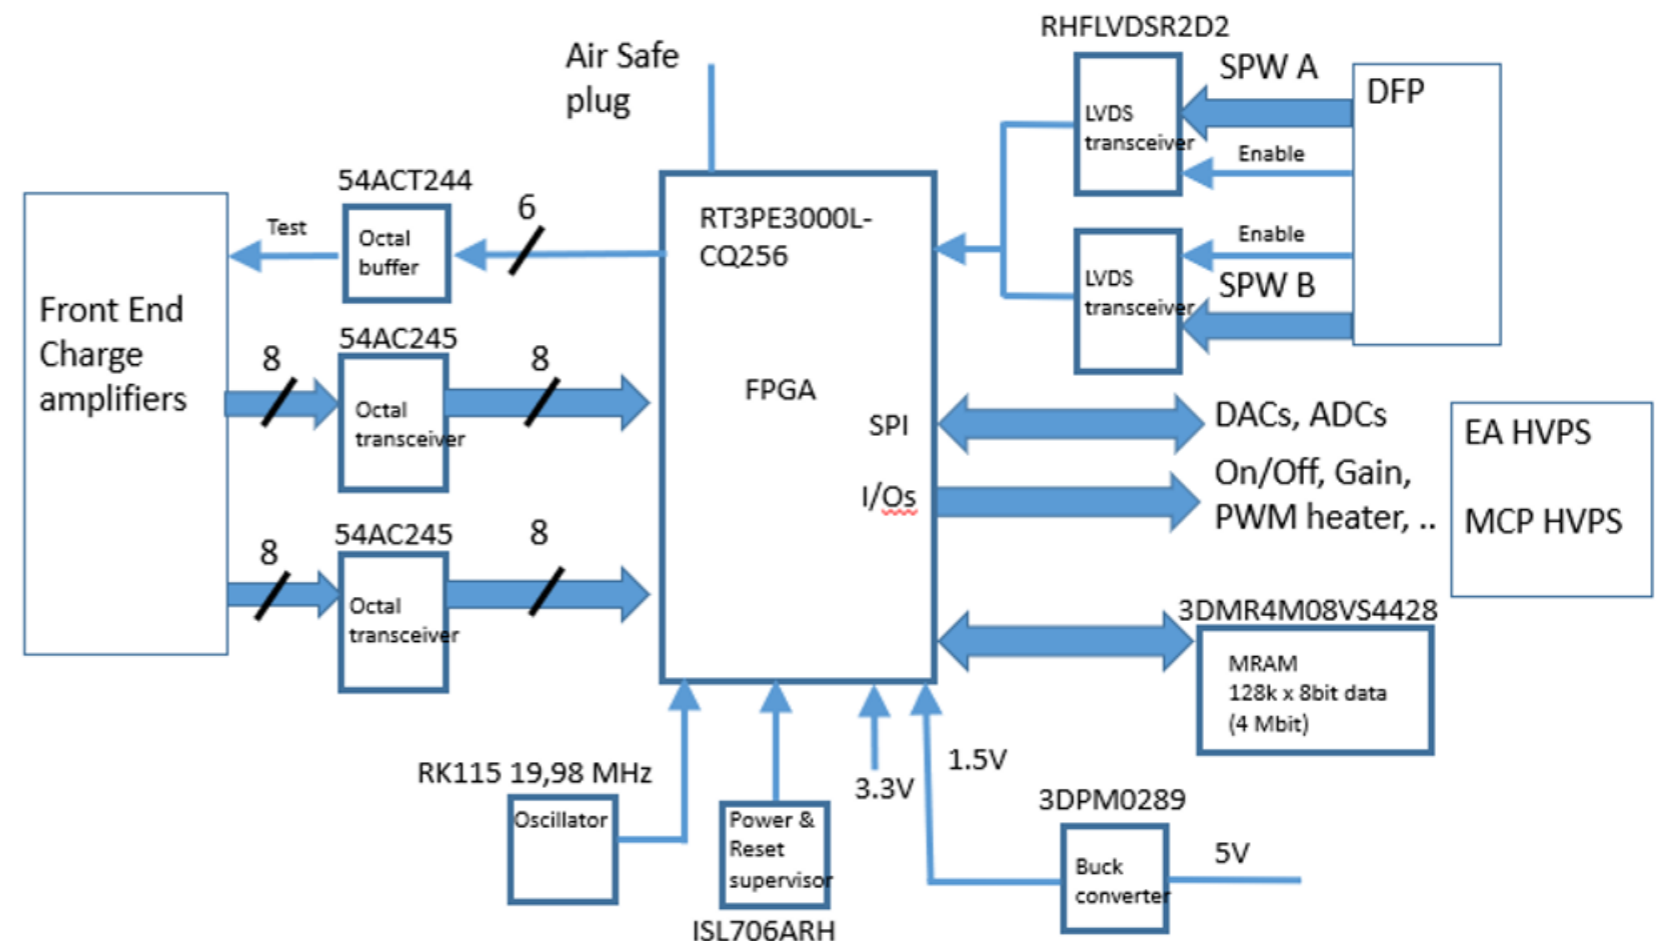 RHFLVDSR2D2
Air Safe
plug
SPW A
DFP
LVDS
transceiver
Enable
54ACT244
6
Test
Octal
buffer
RT3PE3000L-
CQ256
Enable
SPW B
LVDS
transceiver
Front End
Charge
amplifiers
54AC245
8
8
Octal
transceiver
FPGA
SPI
DACs, ADCs
I/Os
On/Off, Gain,
PWM heater, ..
EA HVPS
MCP HVPS
54AC245
8
8
Octal
transceiver
3DMR4M08VS4428
MRAM
128k x 8bit data
(4 Mbit)
RK115 19,98 MHz
Oscillator
3.3V
1.5V
Power &
Reset
supervisor
ISL706ARH
3DPM0289
Buck
converter
5V